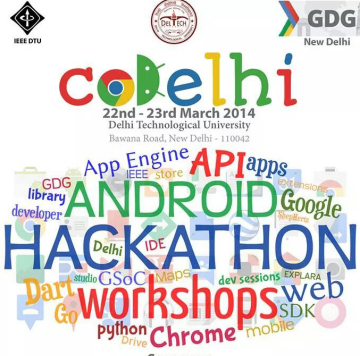 IEEE DTU
DELTECH
GDG
New Delhi
coDelhi
22nd - 23rd March 2014
Delhi Technological University
Bawana Road, New Delhi - 110042
App Engine API apps
GDG IEEE store extensions
library ANDROID Google
developer
HACKATHON
Delhi IDE
studio GSoC Maps dev sessions EXPLARA
Dart workshops web
Go SDK
python Chrome mobile
Drive